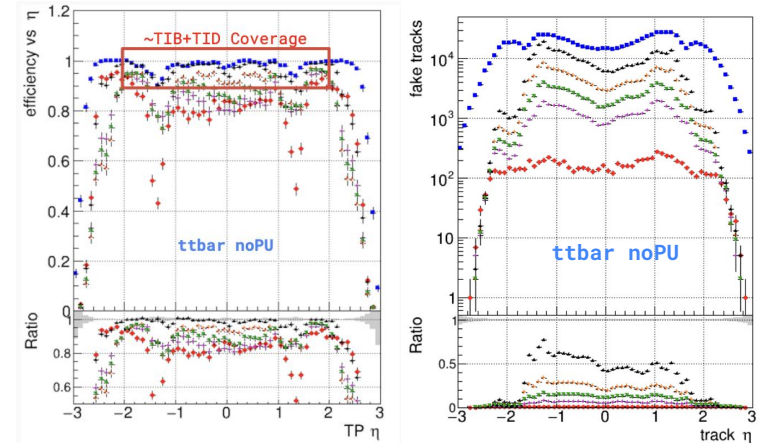 efficiency vs η
1.2
1
0.8
0.6
0.4
0.2
0
~TIB+TID Coverage
ttbar noPU
Ratio
1
0.8
0.6
−3 −2 −1 0 1 2 3
TP η
fake tracks
10⁴
10³
10²
10
1
ttbar noPU
Ratio
1
0.5
0
−3 −2 −1 0 1 2 3
track η